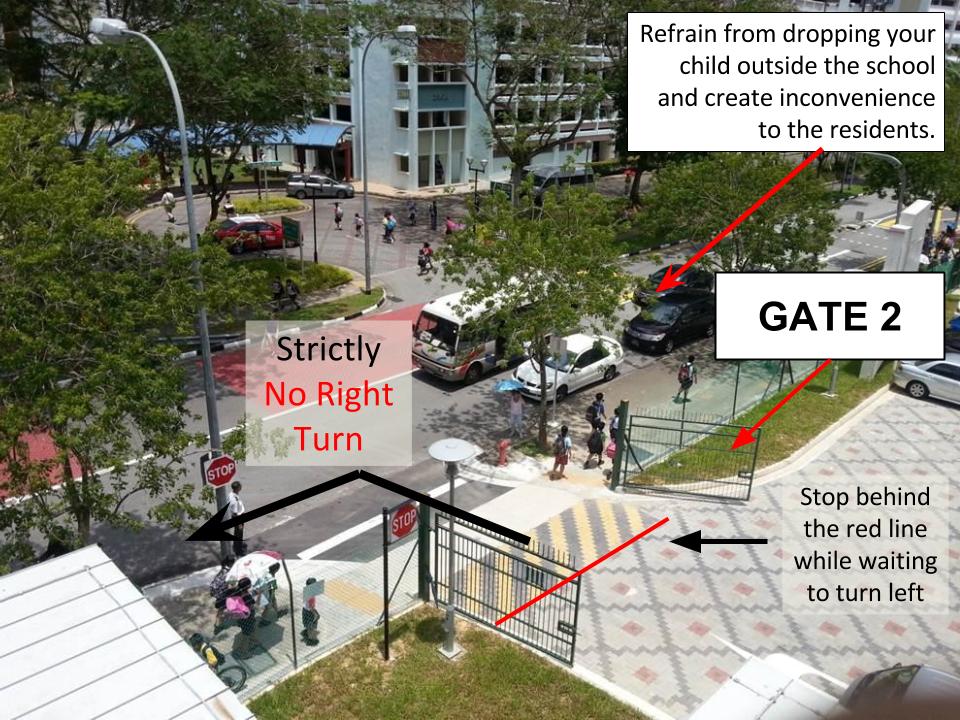 Refrain from dropping your
child outside the school
and create inconvenience
to the residents.
GATE 2
Strictly
No Right
Turn
STOP
STOP
Stop behind
the red line
while waiting
to turn left